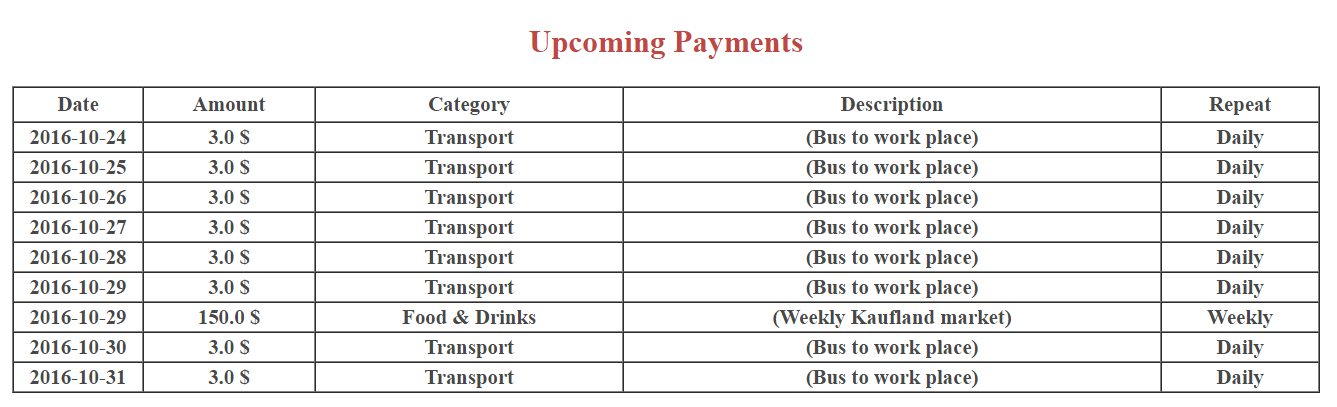 Upcoming Payments
Date Amount Category Description Repeat
2016-10-24 3.0 $ Transport (Bus to work place) Daily
2016-10-25 3.0 $ Transport (Bus to work place) Daily
2016-10-26 3.0 $ Transport (Bus to work place) Daily
2016-10-27 3.0 $ Transport (Bus to work place) Daily
2016-10-28 3.0 $ Transport (Bus to work place) Daily
2016-10-29 3.0 $ Transport (Bus to work place) Daily
2016-10-29 150.0 $ Food & Drinks (Weekly Kaufland market) Weekly
2016-10-30 3.0 $ Transport (Bus to work place) Daily
2016-10-31 3.0 $ Transport (Bus to work place) Daily